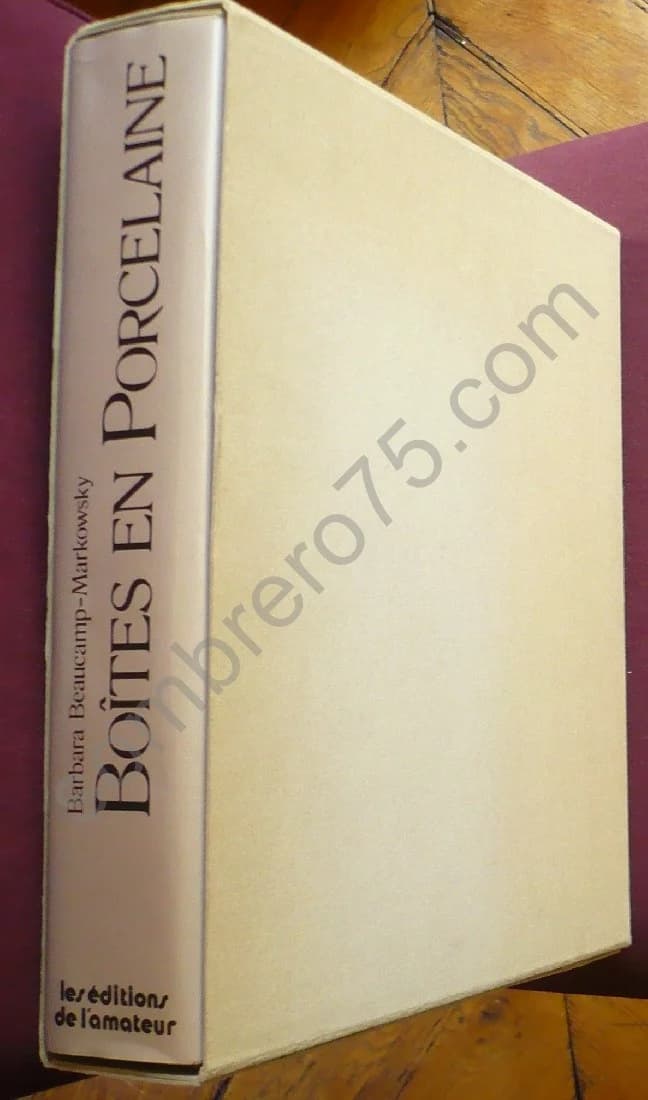 Barbara Beaucamp-Markowsky
BOÎTES EN PORCELAINE
les éditions
de l'amateur
mbrero75.com